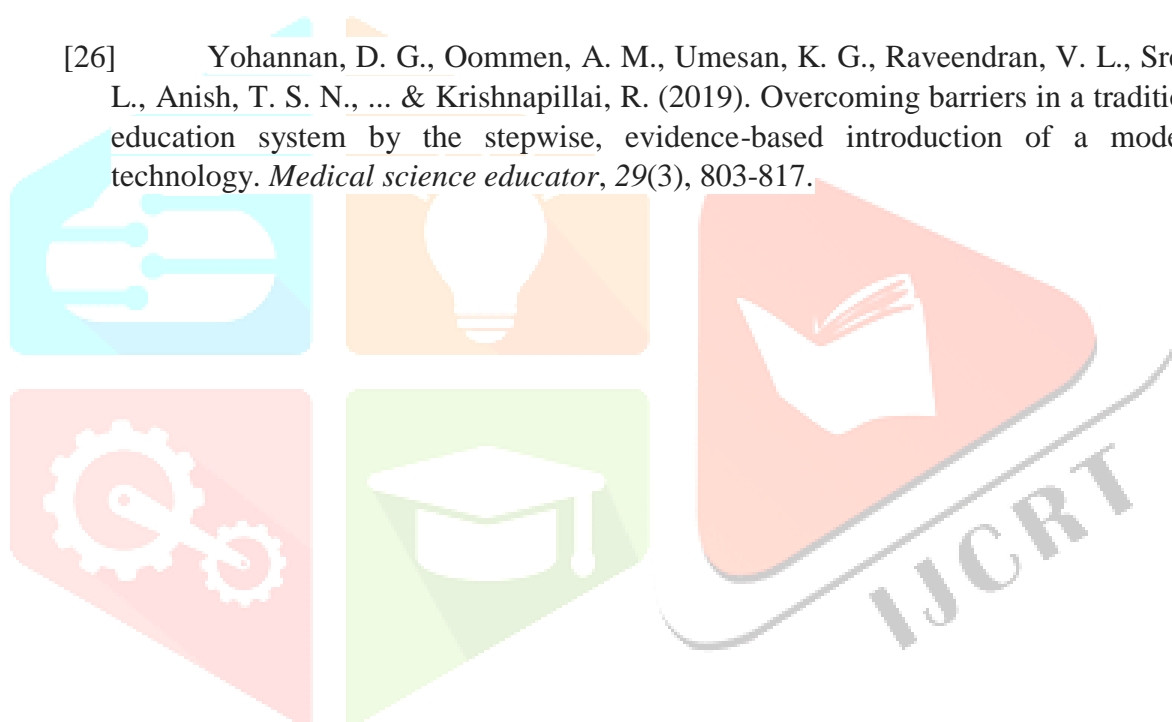 [26] Yohannan, D. G., Oommen, A. M., Umesan, K. G., Raveendran, V. L.,
L., Anish, T. S. N., ... & Krishnapillai, R. (2019). Overcoming barriers in a
education system by the stepwise, evidence-based introduction of a
technology. Medical science educator, 29(3), 803-817.
IJCRT